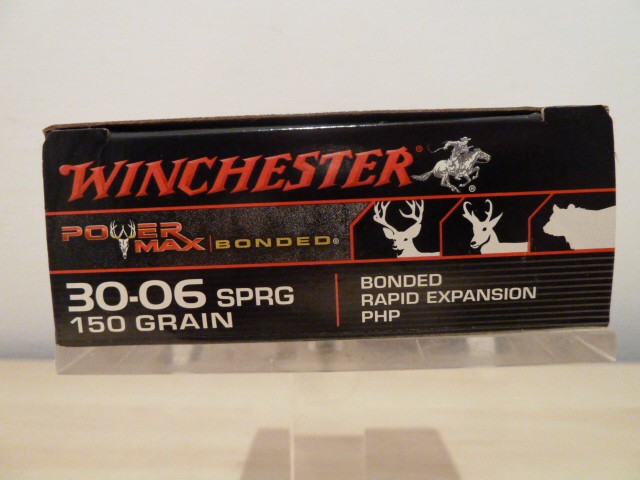 WINCHESTER®
®
POWER MAX | BONDED®
30-06 SPRG
150 GRAIN
BONDED
RAPID EXPANSION
PHP